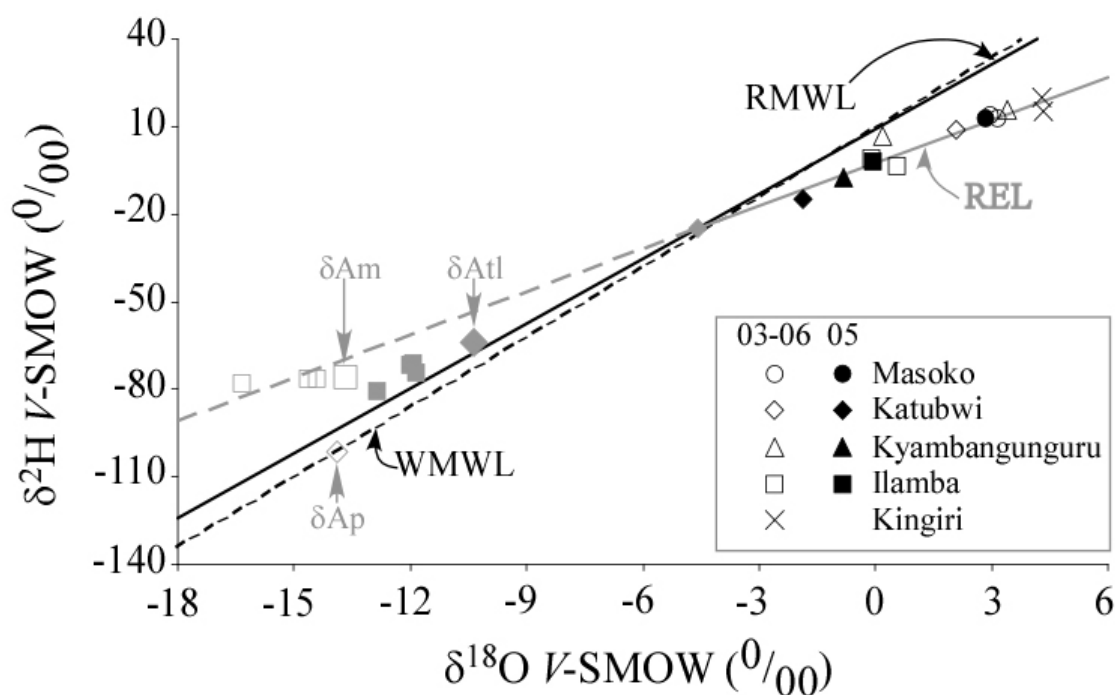 40
10
-20
-50
-80
-110
-140
δ²H V-SMOW (⁰/₀₀)
RMWL
REL
δAm
δAtl
WMWL
δAp
03-06 05
Masoko
Katubwi
Kyambangunguru
Ilamba
Kingiri
-18 -15 -12 -9 -6 -3 0 3 6
δ¹⁸O V-SMOW (⁰/₀₀)